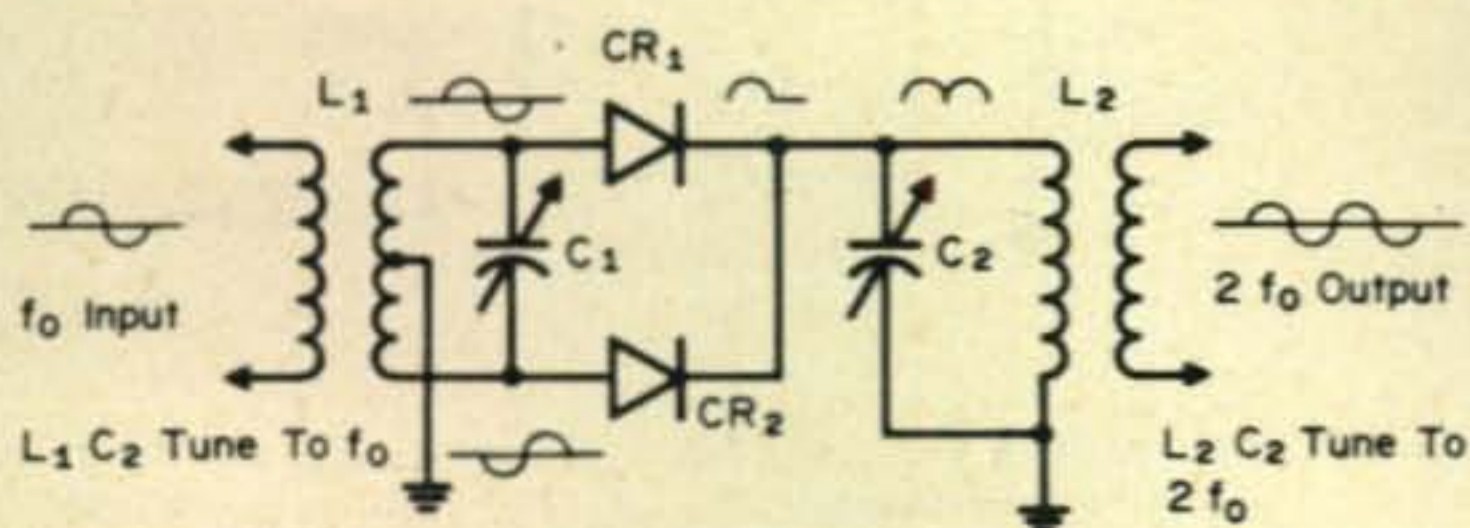 CR₁
L₁
L₂
C₁
C₂
f₀ Input
2 f₀ Output
CR₂
L₁ C₂ Tune To f₀
L₂ C₂ Tune To
2 f₀